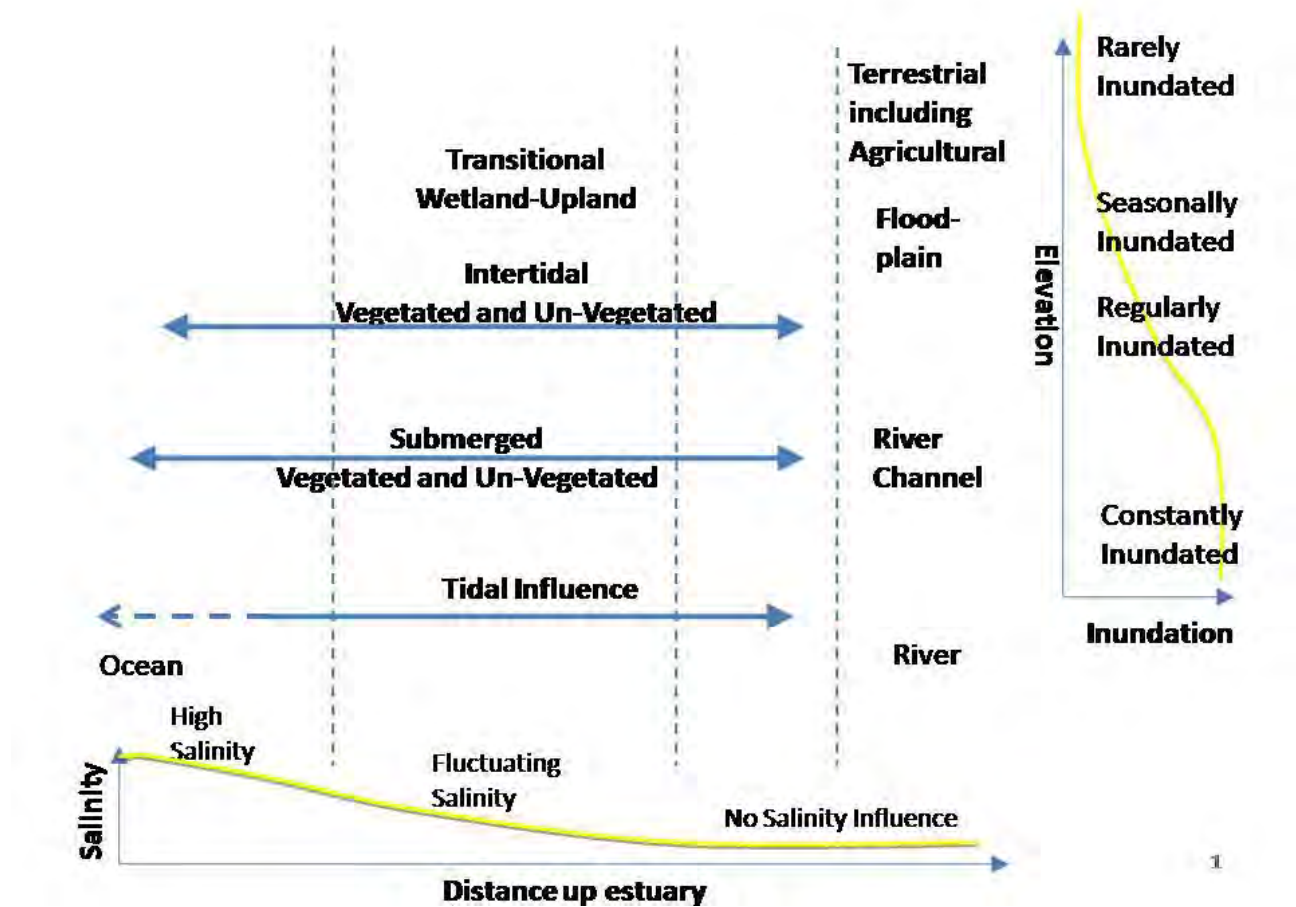 Terrestrial
including
Agricultural
Transitional
Wetland-Upland
Flood-
plain
Intertidal
Vegetated and Un-Vegetated
Submerged
Vegetated and Un-Vegetated
River
Channel
Tidal Influence
Ocean
River
High
Salinity
Fluctuating
Salinity
No Salinity Influence
Salinity
Distance up estuary
Rarely
Inundated
Seasonally
Inundated
Regularly
Inundated
Constantly
Inundated
Elevation
Inundation
1